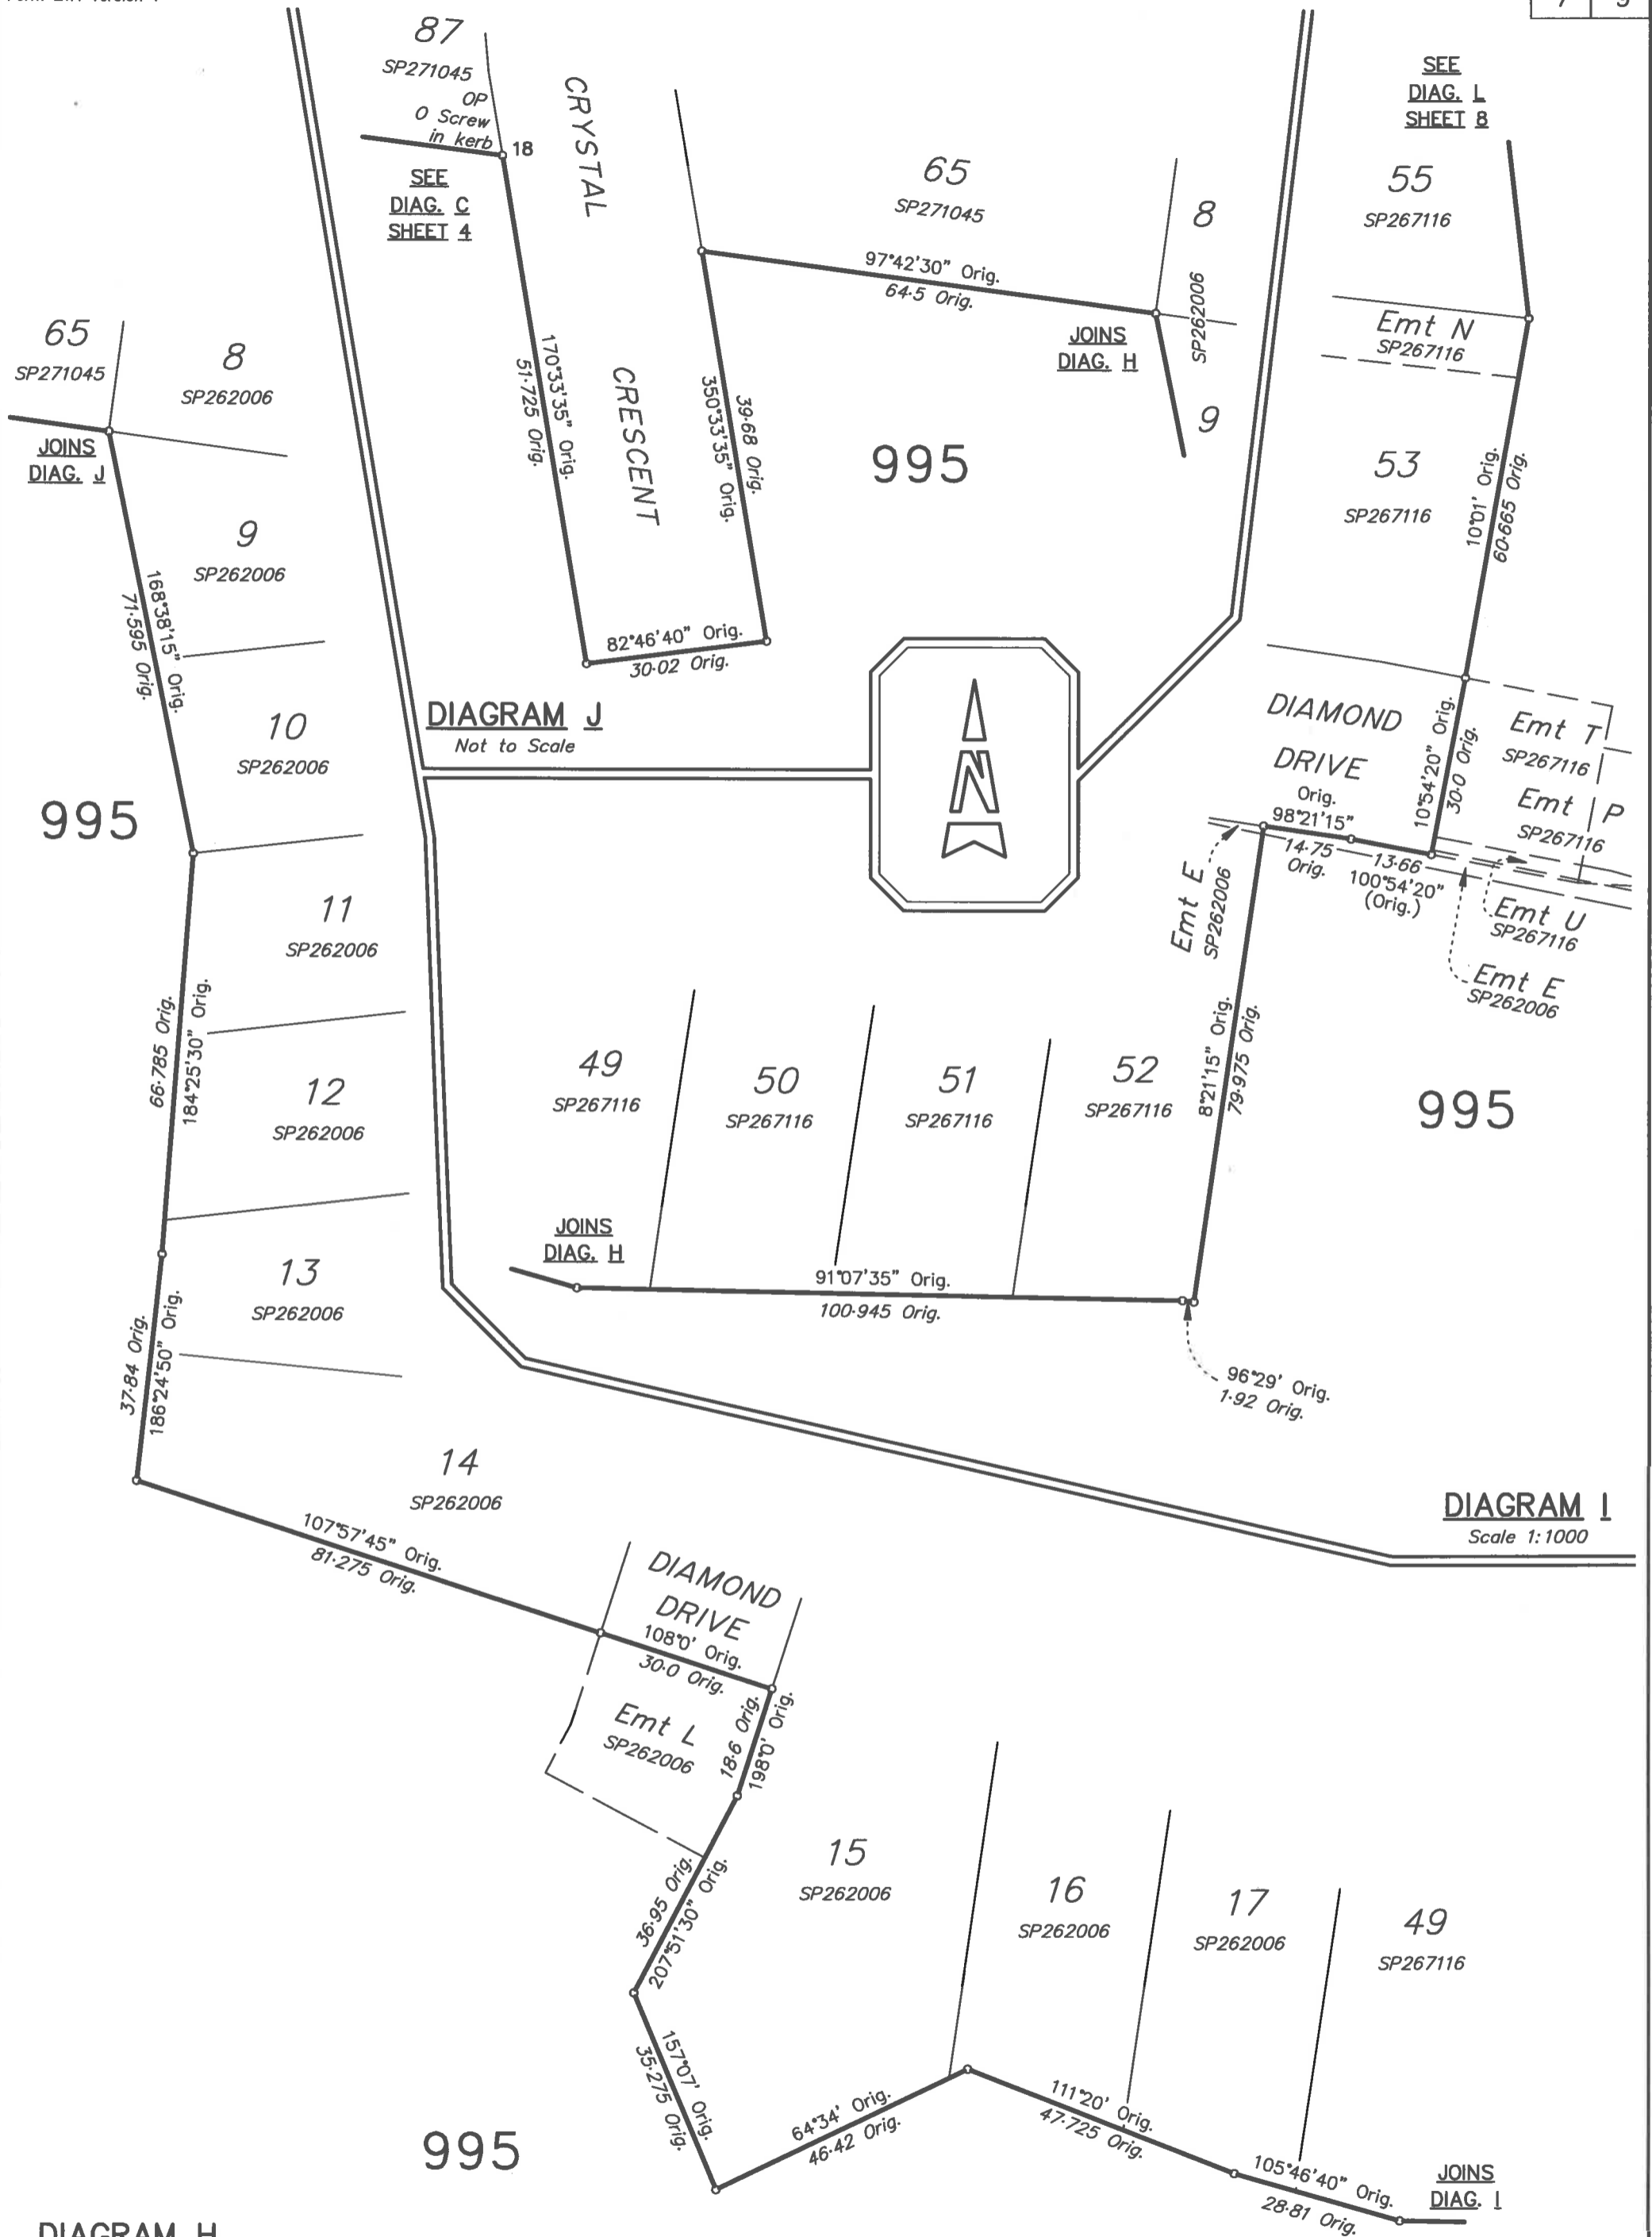 87
SP271045
OP
O Screw
in kerb
18
SEE
DIAG. C
SHEET 4
CRYSTAL
CRESCENT
170°33'35" Orig.
51·725 Orig.
39·68 Orig.
350°33'35" Orig.
82°46'40" Orig.
30·02 Orig.
65
SP271045
97°42'30" Orig.
64·5 Orig.
8
SP262006
JOINS
DIAG. H
9
995
DIAGRAM J
Not to Scale
N
SEE
DIAG. L
SHEET 8
55
SP267116
Emt N
SP267116
53
SP267116
10°01' Orig.
60·665 Orig.
DIAMOND
DRIVE
10°54'20" Orig.
30·0 Orig.
Emt T
SP267116
Emt P
SP267116
Orig.
98°21'15"
14·75
Orig.
13·66
100°54'20"
(Orig.)
Emt E
SP262006
Emt U
SP267116
Emt E
SP262006
8°21'15" Orig.
79·975 Orig.
995
49
SP267116
50
SP267116
51
SP267116
52
SP267116
JOINS
DIAG. H
91°07'35" Orig.
100·945 Orig.
96°29' Orig.
1·92 Orig.
DIAGRAM I
Scale 1:1000
65
SP271045
8
SP262006
JOINS
DIAG. J
9
SP262006
168°38'15" Orig.
71·595 Orig.
10
SP262006
995
11
SP262006
66·785 Orig.
184°25'30" Orig.
12
SP262006
13
SP262006
37·84 Orig.
186°24'50" Orig.
14
SP262006
107°57'45" Orig.
81·275 Orig.
DIAMOND
DRIVE
108°0' Orig.
30·0 Orig.
Emt L
SP262006
18·6 Orig.
198°0' Orig.
15
SP262006
36·95 Orig.
207°51'30" Orig.
16
SP262006
17
SP262006
49
SP267116
157°07' Orig.
35·275 Orig.
64°34' Orig.
46·42 Orig.
111°20' Orig.
47·725 Orig.
105°46'40" Orig.
28·81 Orig.
JOINS
DIAG. I
995
DIAGRAM H